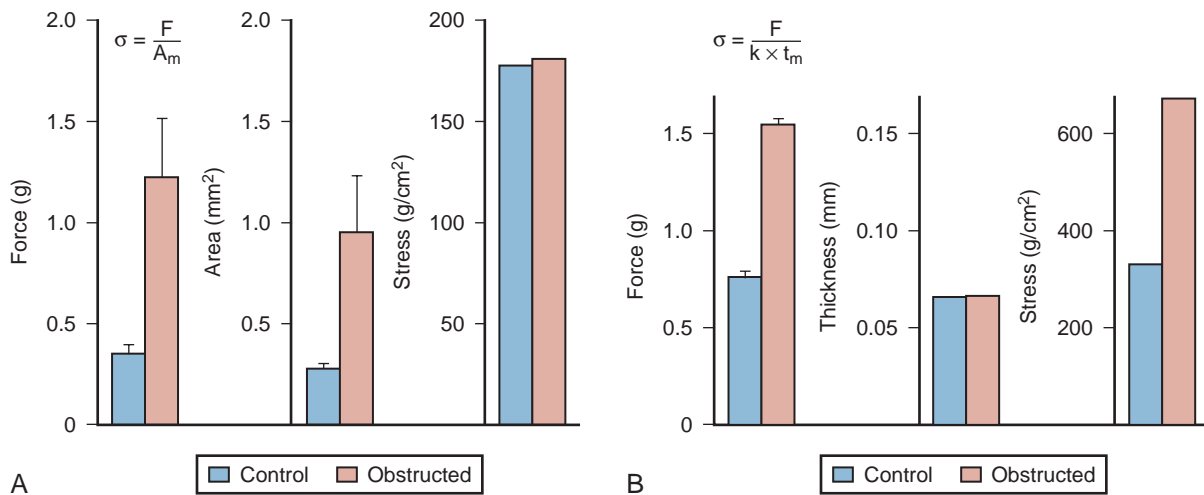 σ = F / Aₘ
Force (g)
2.0
1.5
1.0
0.5
0
Area (mm²)
2.0
1.5
1.0
0.5
Stress (g/cm²)
200
150
100
50
A
Control
Obstructed
σ = F / k × tₘ
Force (g)
1.5
1.0
0.5
0
Thickness (mm)
0.15
0.10
0.05
Stress (g/cm²)
600
400
200
B
Control
Obstructed